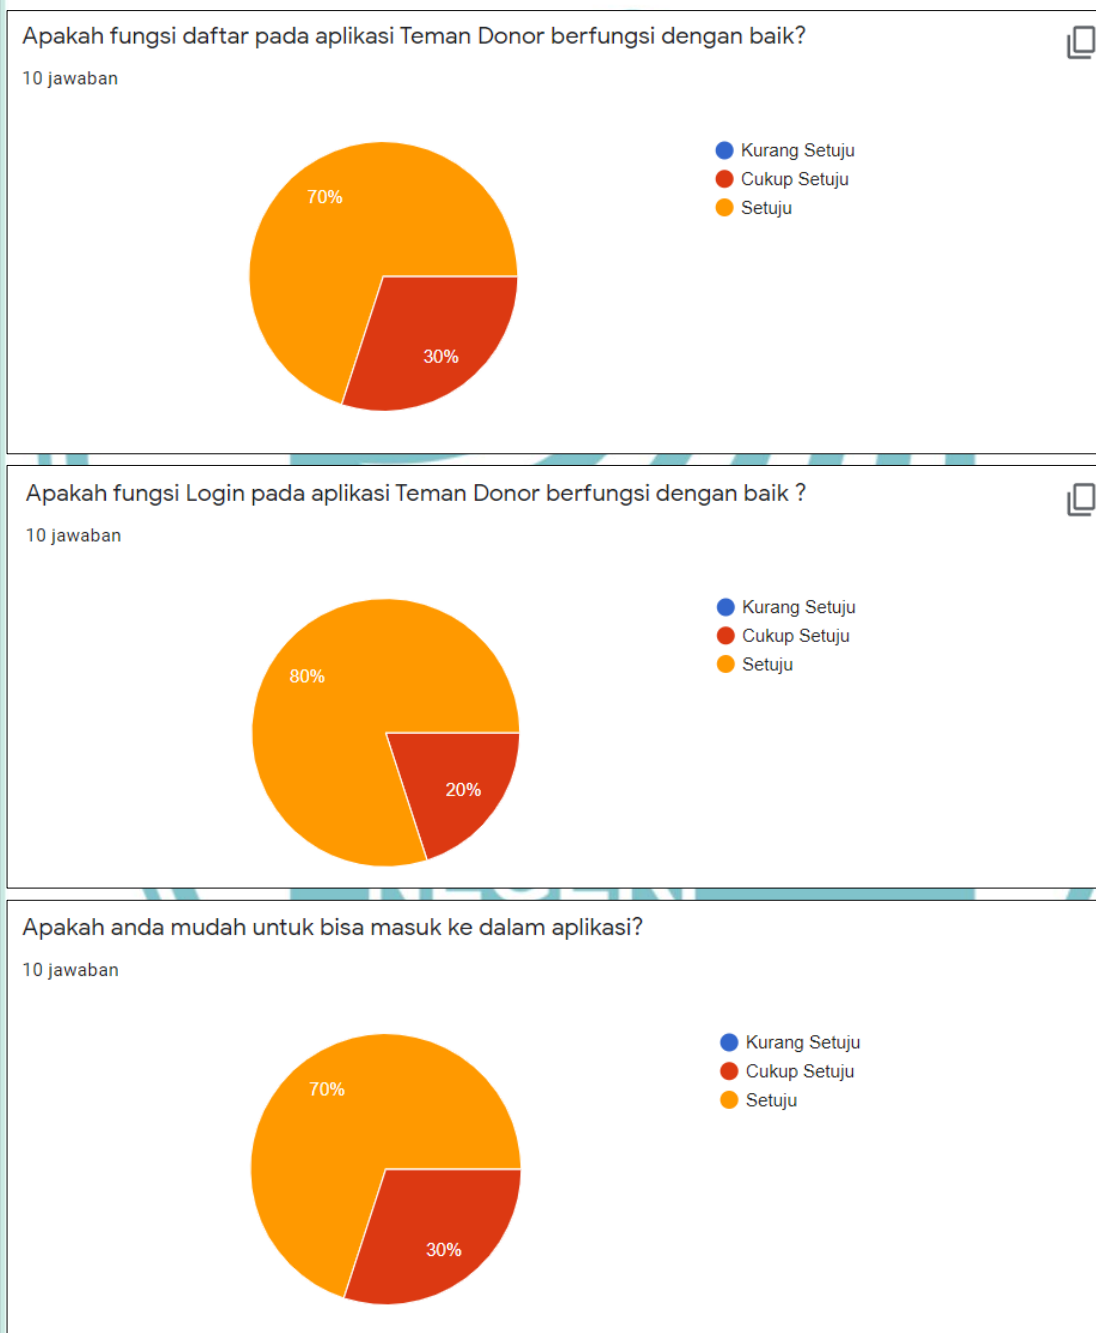 Apakah fungsi daftar pada aplikasi Teman Donor berfungsi dengan baik?
10 jawaban
70%
30%
Kurang Setuju
Cukup Setuju
Setuju
Apakah fungsi Login pada aplikasi Teman Donor berfungsi dengan baik ?
10 jawaban
80%
20%
Kurang Setuju
Cukup Setuju
Setuju
Apakah anda mudah untuk bisa masuk ke dalam aplikasi?
10 jawaban
70%
30%
Kurang Setuju
Cukup Setuju
Setuju